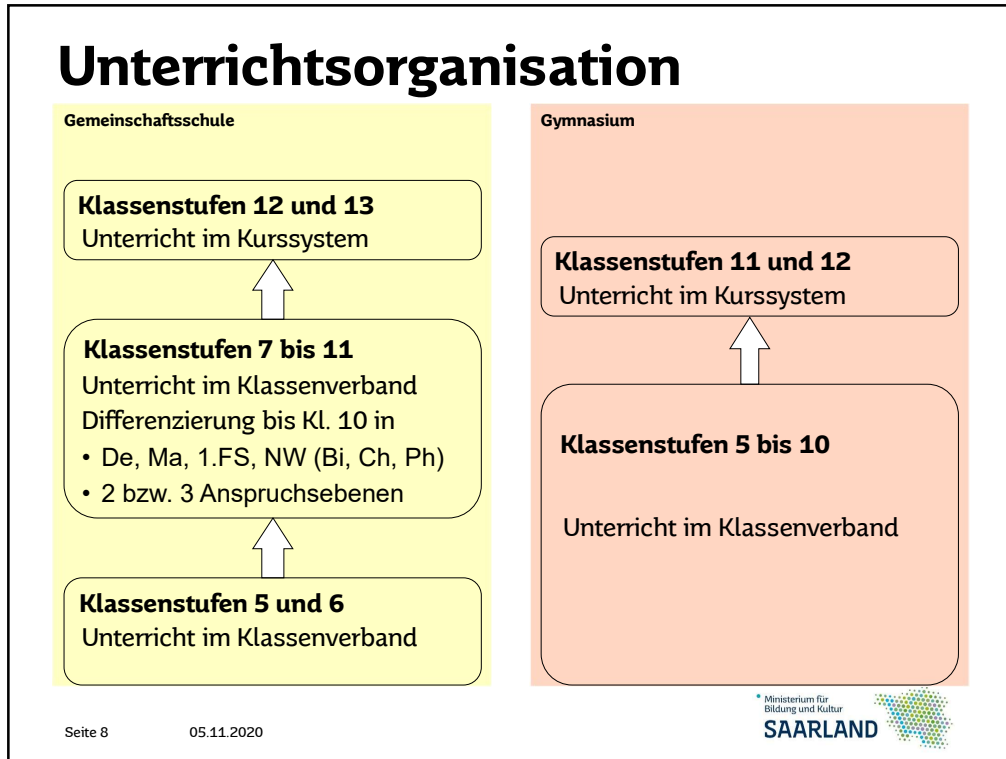 Unterrichtsorganisation
Gemeinschaftsschule
Klassenstufen 12 und 13
Unterricht im Kurssystem
Klassenstufen 7 bis 11
Unterricht im Klassenverband
Differenzierung bis Kl. 10 in
• De, Ma, 1.FS, NW (Bi, Ch, Ph)
• 2 bzw. 3 Anspruchsebenen
Klassenstufen 5 und 6
Unterricht im Klassenverband
Gymnasium
Klassenstufen 11 und 12
Unterricht im Kurssystem
Klassenstufen 5 bis 10
Unterricht im Klassenverband
Seite 8 05.11.2020
Ministerium für
Bildung und Kultur
SAARLAND